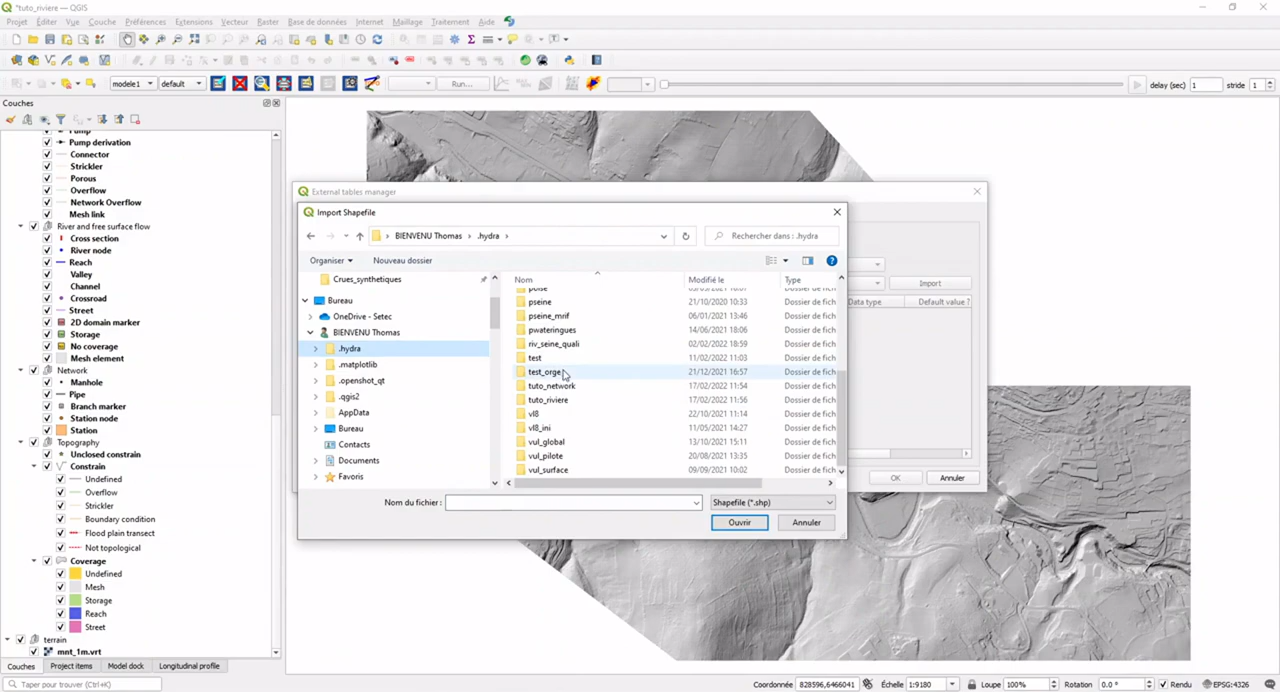 *tuto_riviere — QGIS
Projet Éditer Vue Couche Préférences Extensions Vecteur Raster Base de données Internet Maillage Traitement Aide
modele1 default Run... delay (sec) 1 stride 1
Couches
Pump
Pump derivation
Connector
Strickler
Porous
Overflow
Network Overflow
Mesh link
River and free surface flow
Cross section
River node
Reach
Valley
Channel
Crossroad
Street
2D domain marker
Storage
No coverage
Mesh element
Network
Manhole
Pipe
Branch marker
Station node
Station
Topography
Unclosed constrain
Constrain
Undefined
Overflow
Strickler
Boundary condition
Flood plain transect
Not topological
Coverage
Undefined
Mesh
Storage
Reach
Street
terrain
mnt_1m.vrt
Couches Project items Model dock Longitudinal profile
Taper pour trouver (Ctrl+K)
External tables manager
Import
Data type Default value ?
OK Annuler
Import Shapefile
BIENVENU Thomas .hydra
Rechercher dans : .hydra
Organiser Nouveau dossier
Crues_synthetiques
Bureau
OneDrive - Setec
BIENVENU Thomas
.hydra
.matplotlib
.openshot_qt
.qgis2
AppData
Bureau
Contacts
Documents
Favoris
Nom Modifié le Type
pseine 21/10/2020 10:33 Dossier de fich
pseine_mrif 06/01/2021 13:46 Dossier de fich
pwateringues 14/06/2021 18:06 Dossier de fich
riv_seine_quali 02/02/2022 18:59 Dossier de fich
test 11/02/2022 11:03 Dossier de fich
test_orge 21/12/2021 16:57 Dossier de fich
tuto_network 17/02/2022 11:54 Dossier de fich
tuto_riviere 17/02/2022 11:56 Dossier de fich
vl8 22/10/2021 11:14 Dossier de fich
vl8_ini 11/05/2021 14:27 Dossier de fich
vul_global 13/10/2021 15:11 Dossier de fich
vul_pilote 20/08/2021 13:35 Dossier de fich
vul_surface 09/09/2021 10:02 Dossier de fich
Nom du fichier : Shapefile (*.shp)
Ouvrir Annuler
Coordonnée 828596,6466041 Échelle 1:9180 Loupe 100% Rotation 0.0 ° Rendu EPSG:4326